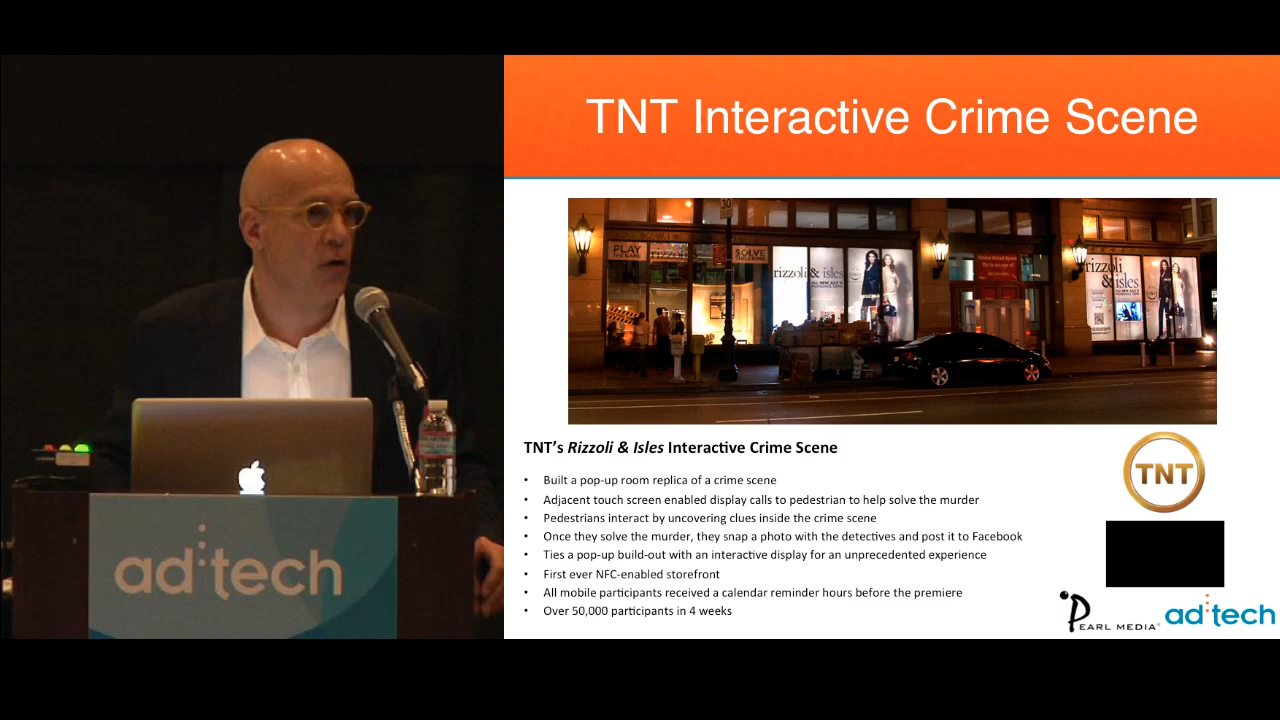 TNT Interactive Crime Scene
30
PLAY
THE GAME
SOLVE
THE CRIME
rizzoli
rizzoli & isles
rizzoli
& isles
TNT's Rizzoli & Isles Interactive Crime Scene
• Built a pop-up room replica of a crime scene
• Adjacent touch screen enabled display calls to pedestrian to help solve the murder
• Pedestrians interact by uncovering clues inside the crime scene
• Once they solve the murder, they snap a photo with the detectives and post it to Facebook
• Ties a pop-up build-out with an interactive display for an unprecedented experience
• First ever NFC-enabled storefront
• All mobile participants received a calendar reminder hours before the premiere
• Over 50,000 participants in 4 weeks
TNT
PEARL MEDIA
ad:tech
ad:tech